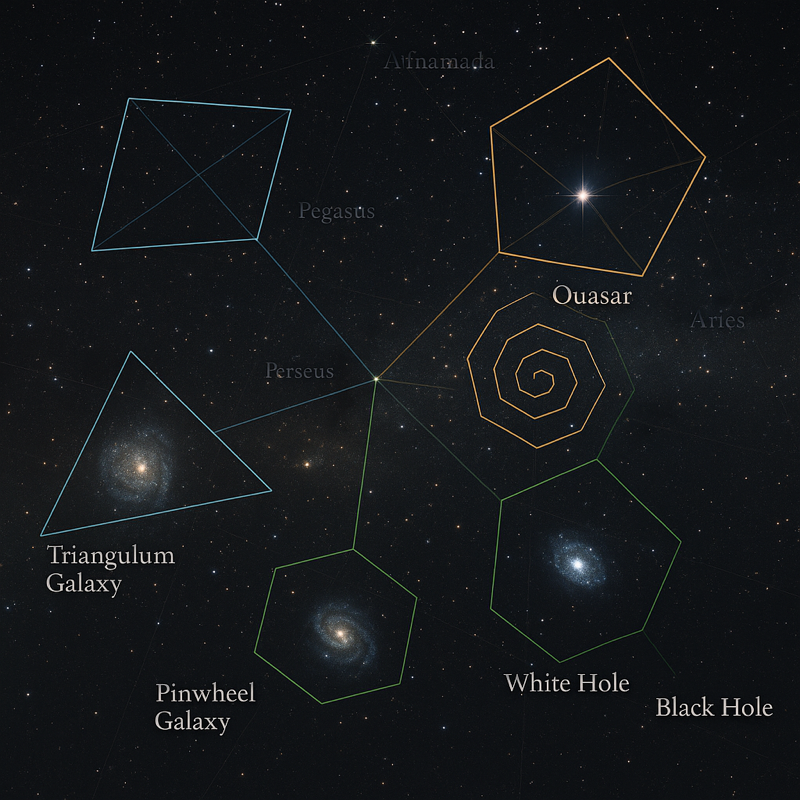 Alfnamada
Pegasus
Ouasar
Aries
Perseus
Triangulum
Galaxy
White Hole
Pinwheel
Galaxy
Black Hole